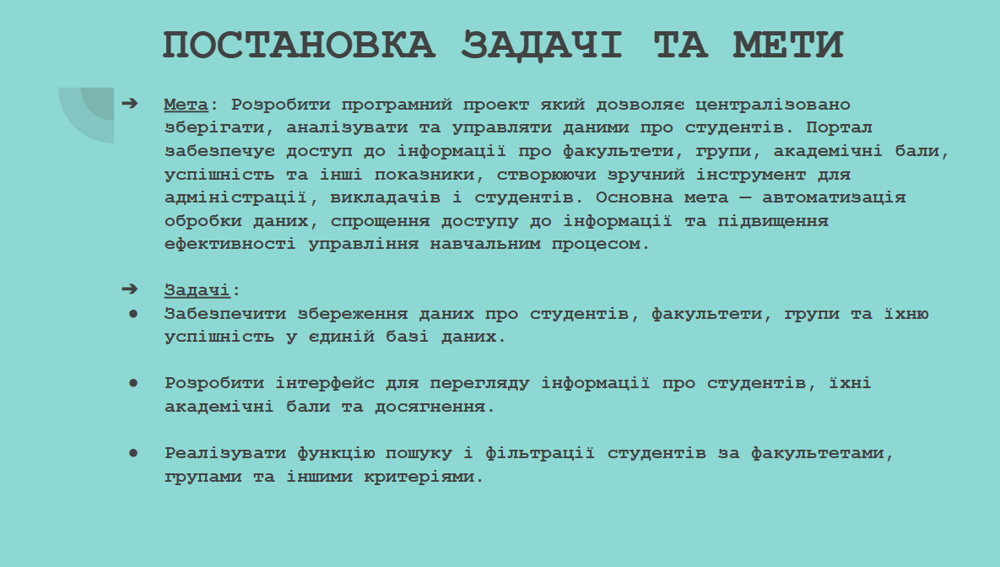 ПОСТАНОВКА ЗАДАЧІ ТА МЕТИ
➔ Мета: Розробити програмний проект який дозволяє централізовано
зберігати, аналізувати та управляти даними про студентів. Портал
забезпечує доступ до інформації про факультети, групи, академічні бали,
успішність та інші показники, створюючи зручний інструмент для
адміністрації, викладачів і студентів. Основна мета — автоматизація
обробки даних, спрощення доступу до інформації та підвищення
ефективності управління навчальним процесом.
➔ Задачі:
● Забезпечити збереження даних про студентів, факультети, групи та їхню
успішність у єдиній базі даних.
● Розробити інтерфейс для перегляду інформації про студентів, їхні
академічні бали та досягнення.
● Реалізувати функцію пошуку і фільтрації студентів за факультетами,
групами та іншими критеріями.